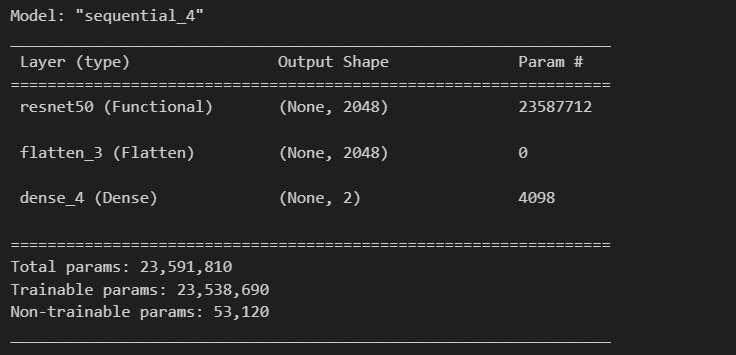 Model: "sequential_4"
_________________________________________________________________
Layer (type) Output Shape Param #
=================================================================
resnet50 (Functional) (None, 2048) 23587712
flatten_3 (Flatten) (None, 2048) 0
dense_4 (Dense) (None, 2) 4098
=================================================================
Total params: 23,591,810
Trainable params: 23,538,690
Non-trainable params: 53,120
_________________________________________________________________